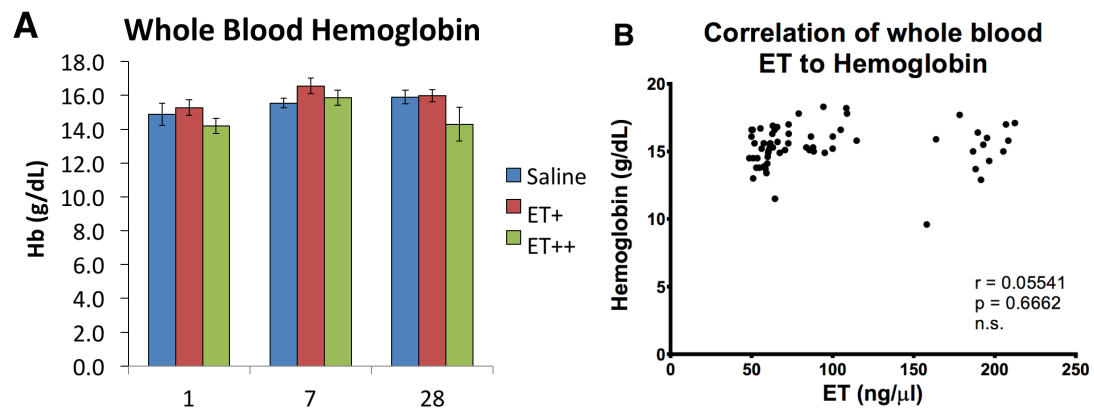 A
Whole Blood Hemoglobin
18.0
16.0
14.0
12.0
10.0
8.0
6.0
4.0
2.0
0.0
Hb (g/dL)
1
7
28
Saline
ET+
ET++
B
Correlation of whole blood
ET to Hemoglobin
20
15
10
5
0
Hemoglobin (g/dL)
r = 0.05541
p = 0.6662
n.s.
0
50
100
150
200
250
ET (ng/μl)